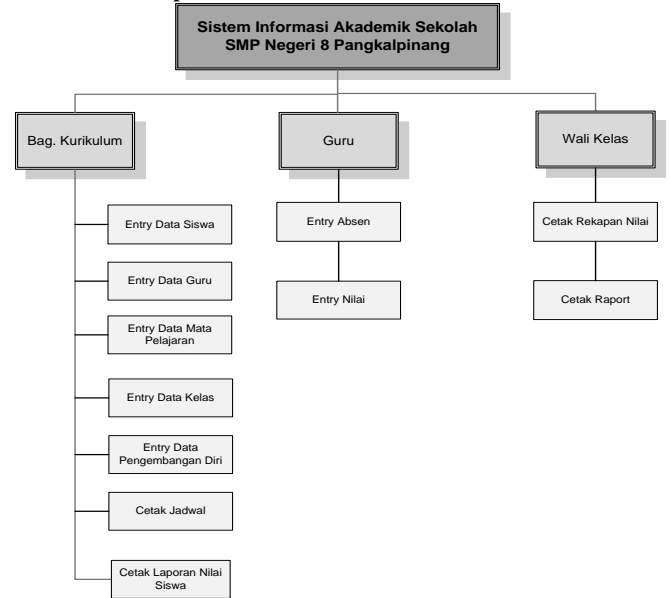 Sistem Informasi Akademik Sekolah
SMP Negeri 8 Pangkalpinang
Bag. Kurikulum
Guru
Wali Kelas
Entry Data Siswa
Entry Absen
Cetak Rekapan Nilai
Entry Data Guru
Entry Nilai
Cetak Raport
Entry Data Mata
Pelajaran
Entry Data Kelas
Entry Data
Pengembangan Diri
Cetak Jadwal
Cetak Laporan Nilai
Siswa